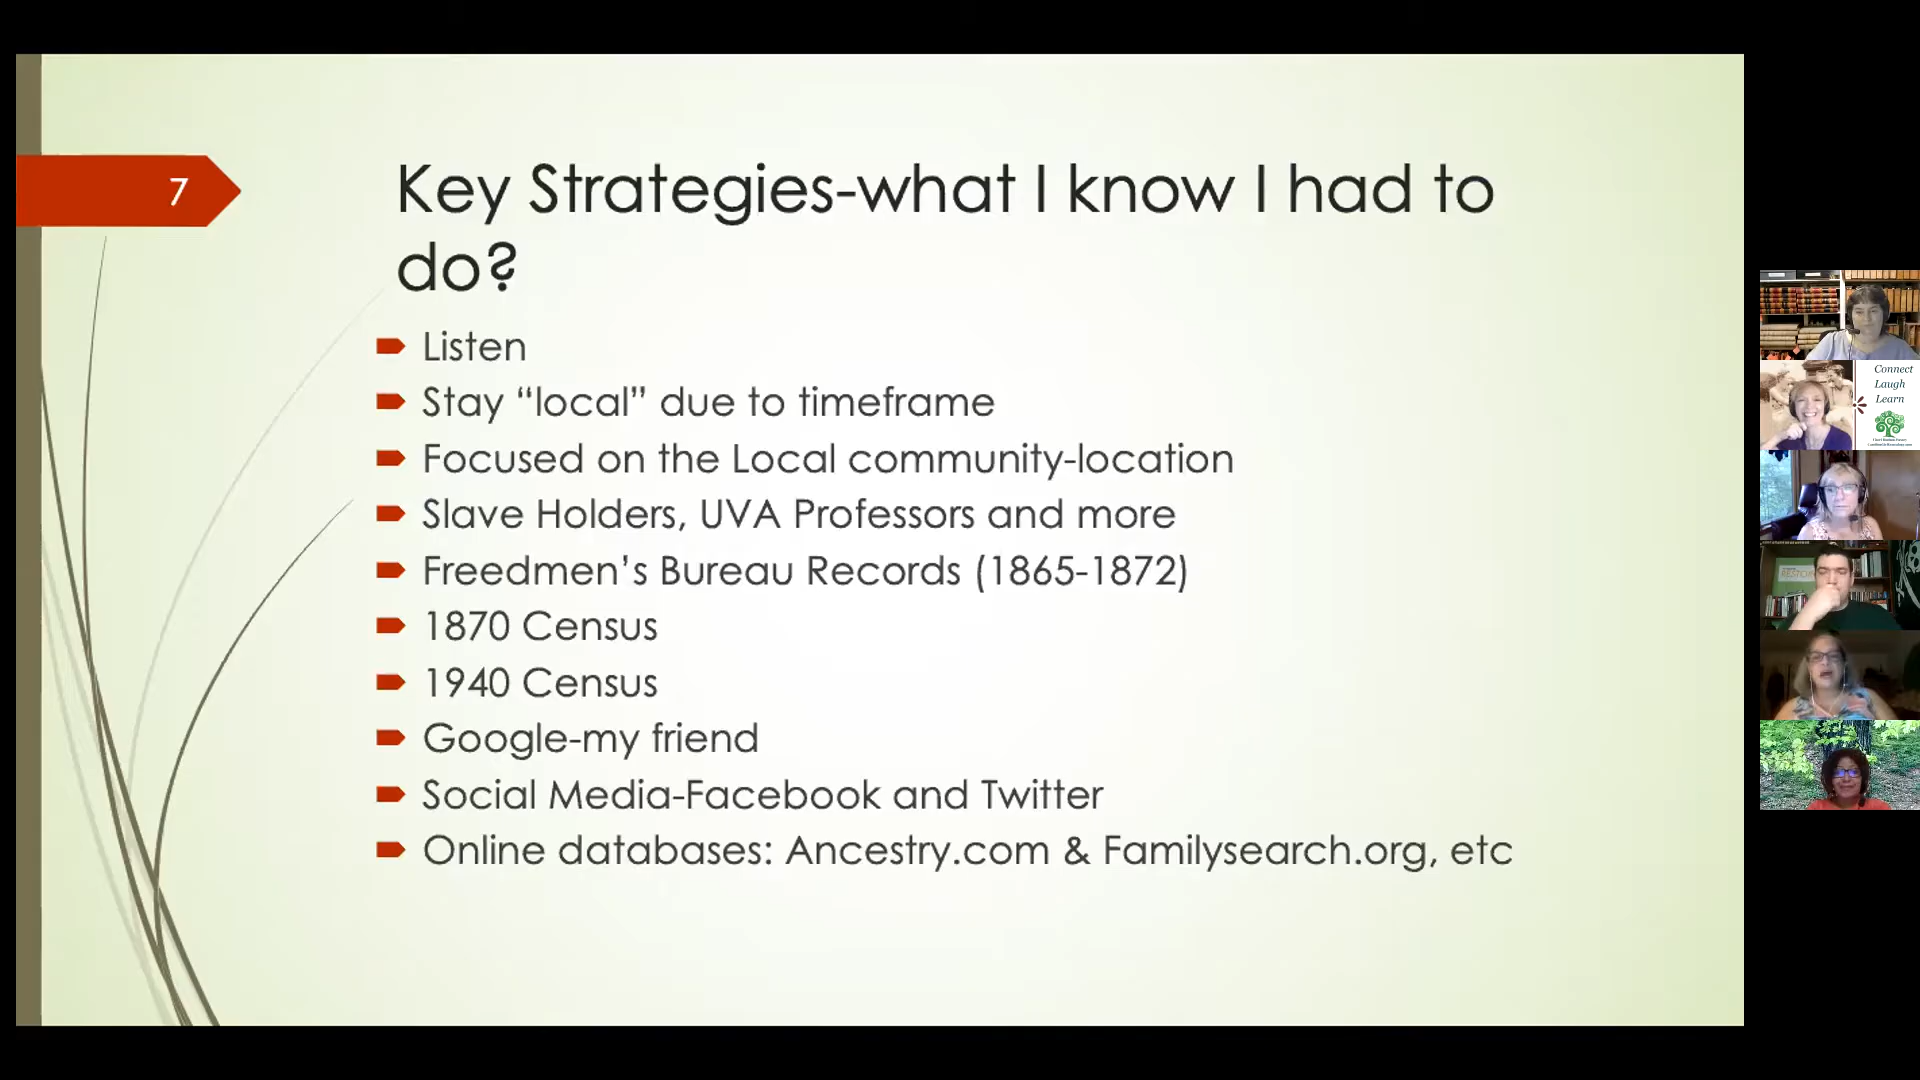 7
Key Strategies-what I know I had to
do?
Listen
Stay “local” due to timeframe
Focused on the Local community-location
Slave Holders, UVA Professors and more
Freedmen’s Bureau Records (1865-1872)
1870 Census
1940 Census
Google-my friend
Social Media-Facebook and Twitter
Online databases: Ancestry.com & Familysearch.org, etc
Connect
Laugh
Learn